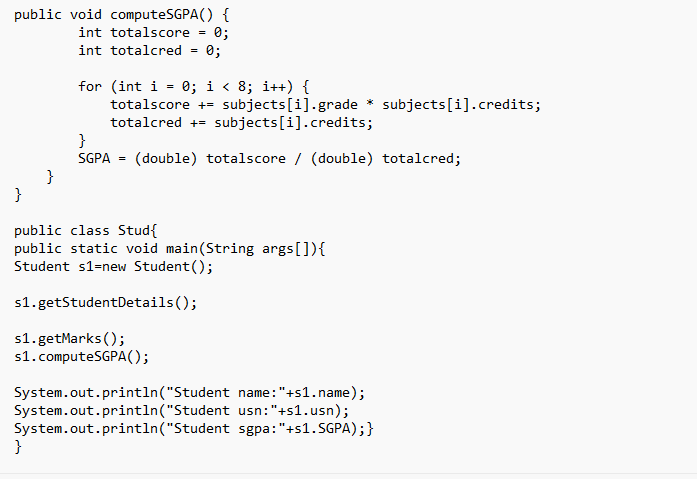 public void computeSGPA() {
        int totalscore = 0;
        int totalcred = 0;

        for (int i = 0; i < 8; i++) {
            totalscore += subjects[i].grade * subjects[i].credits;
            totalcred += subjects[i].credits;
        }
        SGPA = (double) totalscore / (double) totalcred;
    }
}

public class Stud{
public static void main(String args[]){
Student s1=new Student();

s1.getStudentDetails();

s1.getMarks();
s1.computeSGPA();

System.out.println("Student name:"+s1.name);
System.out.println("Student usn:"+s1.usn);
System.out.println("Student sgpa:"+s1.SGPA);}
}